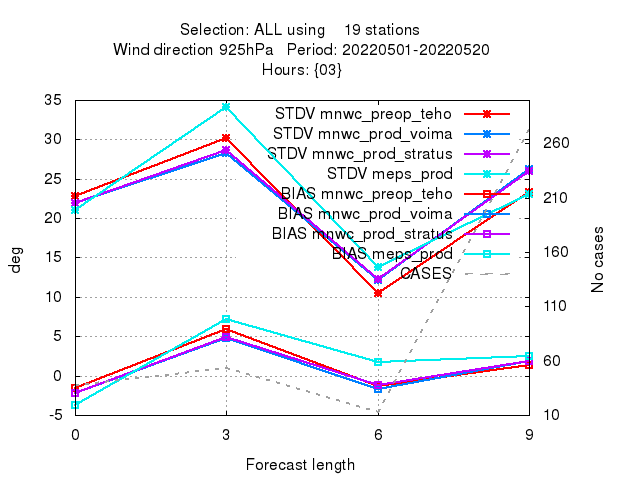 Selection: ALL using 19 stations
Wind direction 925hPa Period: 20220501-20220520
Hours: {03}
STDV mnwc_preop_teho
STDV mnwc_prod_voima
STDV mnwc_prod_stratus
STDV meps_prod
BIAS mnwc_preop_teho
BIAS mnwc_prod_voima
BIAS mnwc_prod_stratus
BIAS meps_prod
CASES
35
30
25
20
15
10
5
0
-5
deg
260
210
160
110
60
10
No cases
0 3 6 9
Forecast length